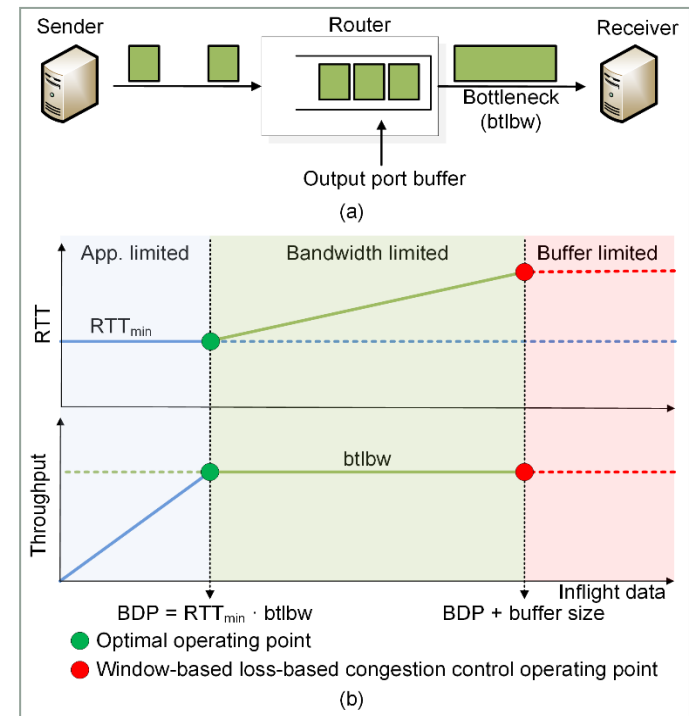 Sender
Router
Receiver
Bottleneck
(btlbw)
Output port buffer
(a)
App. limited
Bandwidth limited
Buffer limited
RTT
RTTmin
Throughput
btlbw
Inflight data
BDP = RTTmin · btlbw
BDP + buffer size
Optimal operating point
Window-based loss-based congestion control operating point
(b)